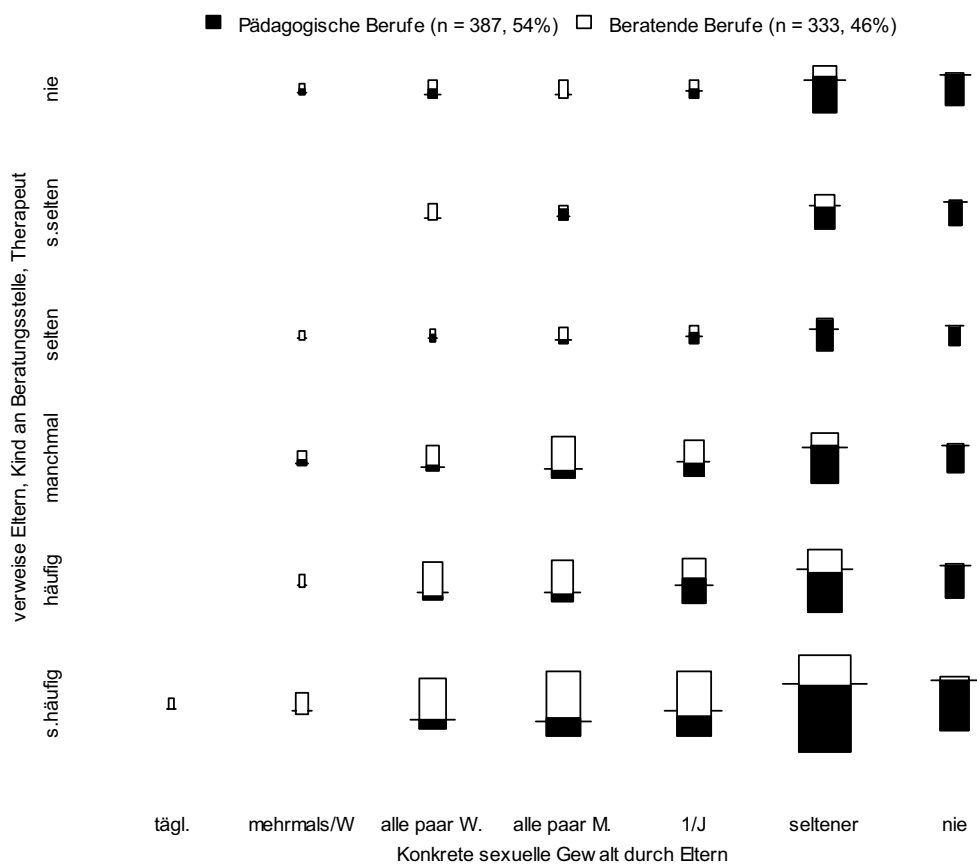 Pädagogische Berufe (n = 387, 54%) Beratende Berufe (n = 333, 46%)
verweise Eltern, Kind an Beratungsstelle, Therapeut
nie
s.selten
selten
manchmal
häufig
s.häufig
tägl. mehrmals/W alle paar W. alle paar M. 1/J seltener nie
Konkrete sexuelle Gewalt durch Eltern